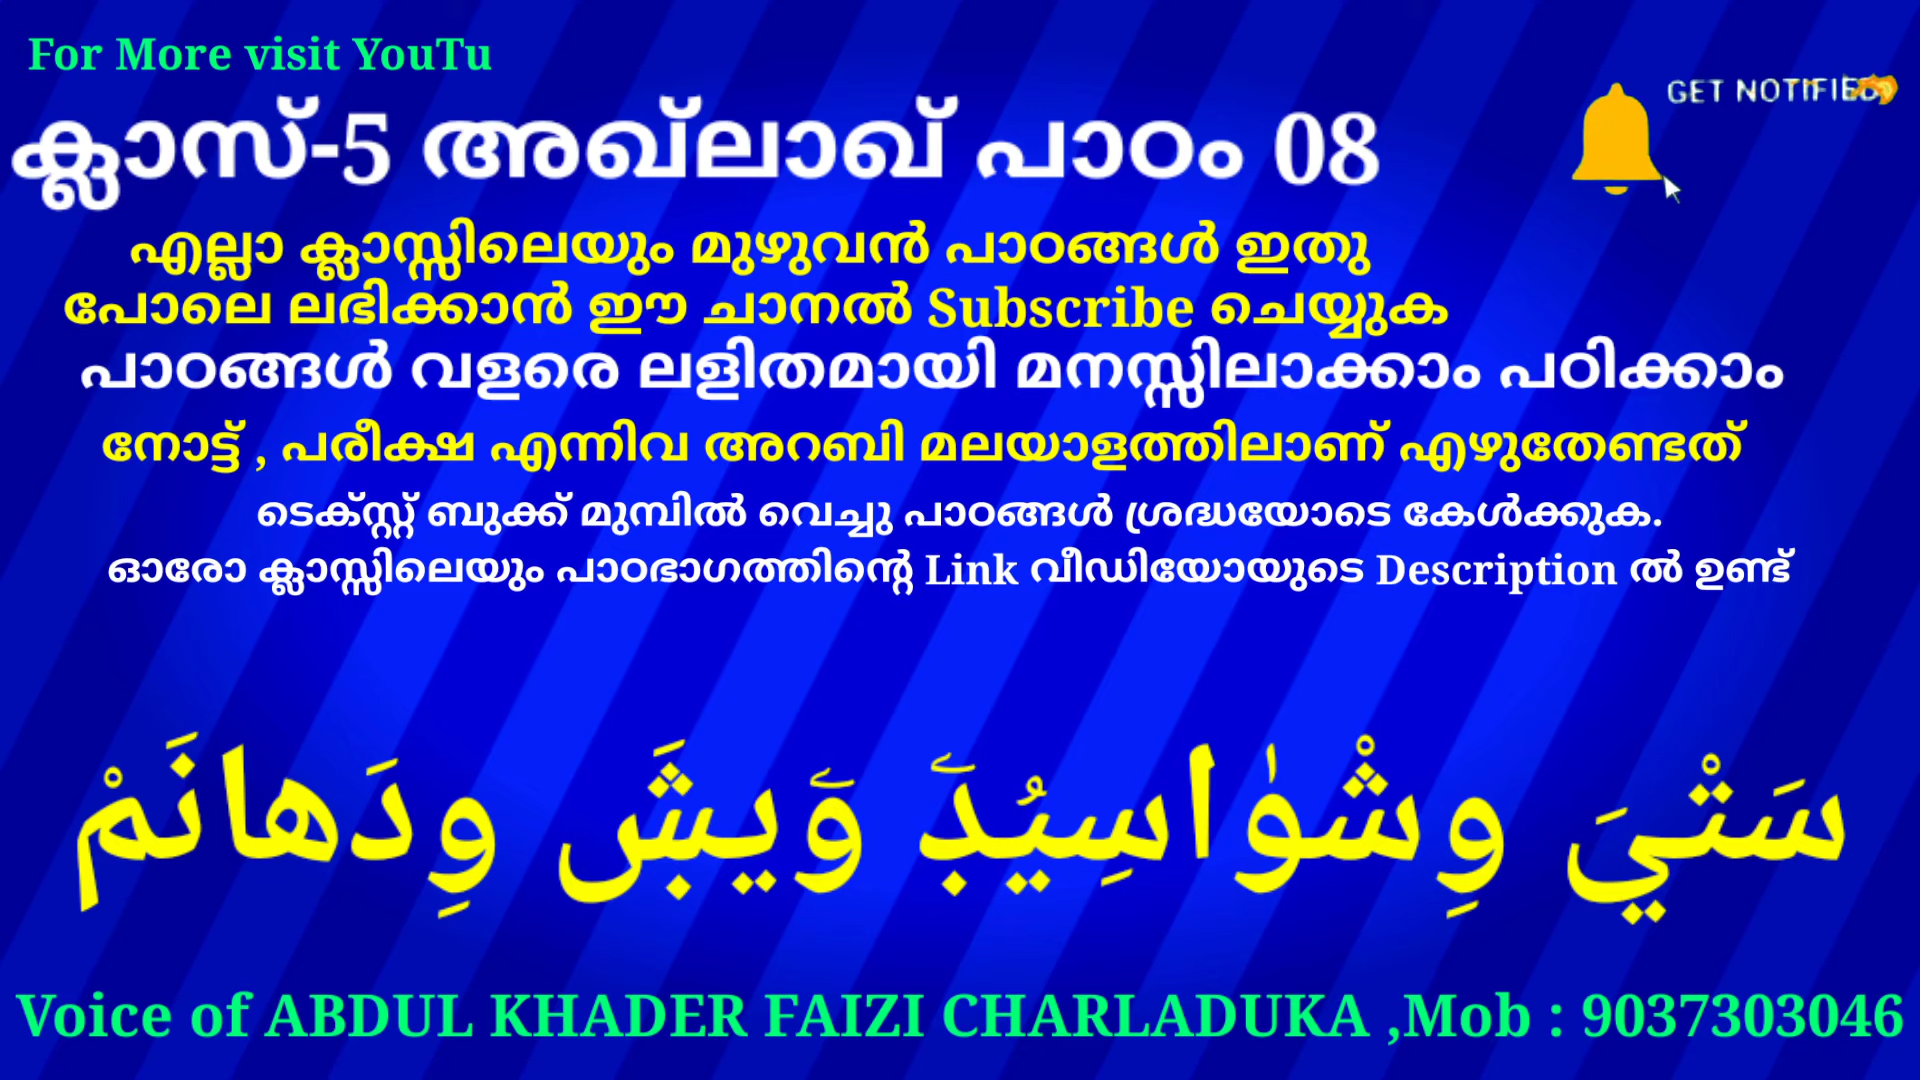 For More visit YouTu
GET NOTIFIED
ക്ലാസ്-5 അഖ്ലാഖ് പാഠം 08
എല്ലാ ക്ലാസ്സിലെയും മുഴുവൻ പാഠങ്ങൾ ഇതു
പോലെ ലഭിക്കാൻ ഈ ചാനൽ Subscribe ചെയ്യുക
പാഠങ്ങൾ വളരെ ലളിതമായി മനസ്സിലാക്കാം പഠിക്കാം
നോട്ട് , പരീക്ഷ എന്നിവ അറബി മലയാളത്തിലാണ് എഴുതേണ്ടത്
ടെക്സ്റ്റ് ബുക്ക് മുമ്പിൽ വെച്ചു പാഠങ്ങൾ ശ്രദ്ധയോടെ കേൾക്കുക.
ഓരോ ക്ലാസ്സിലെയും പാഠഭാഗത്തിന്റെ Link വീഡിയോയുടെ Description ൽ ഉണ്ട്
سَتْيَ وِشْوٰاسِيُدٜ وٜيشَ وِدَهانَمْ
Voice of ABDUL KHADER FAIZI CHARLADUKA ,Mob : 9037303046